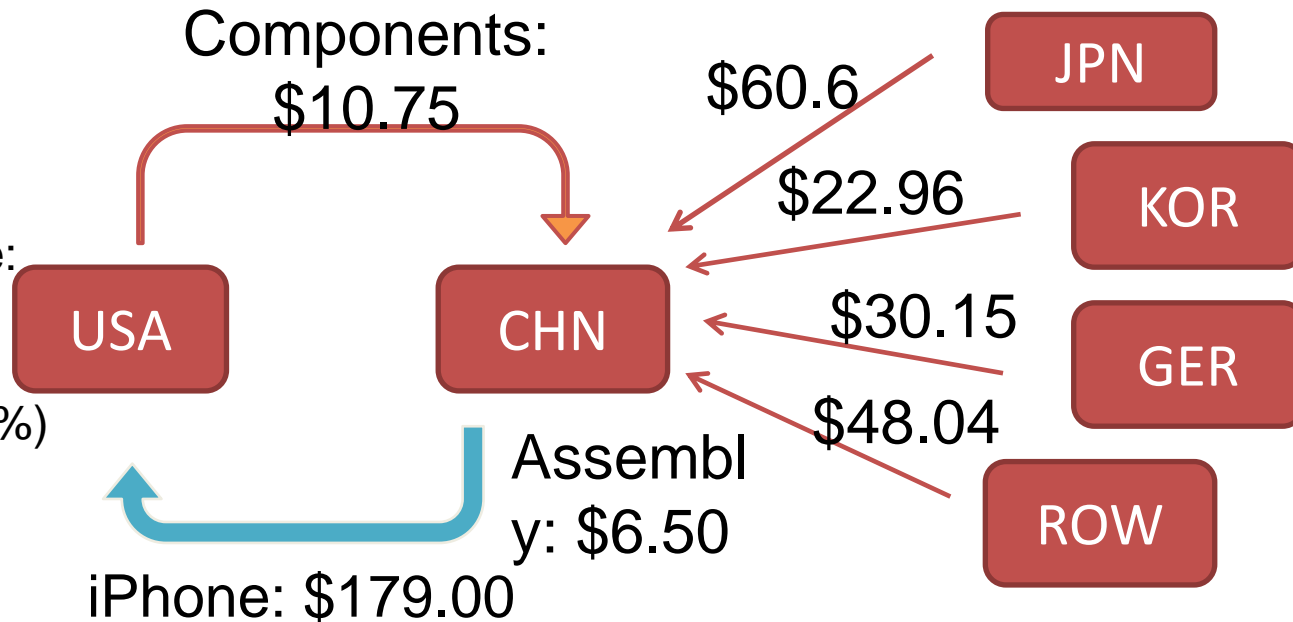 Components:
$10.75
$60.6
JPN
$22.96
KOR
e:
USA
CHN
$30.15
GER
%)
$48.04
Assembl
y: $6.50
ROW
iPhone: $179.00